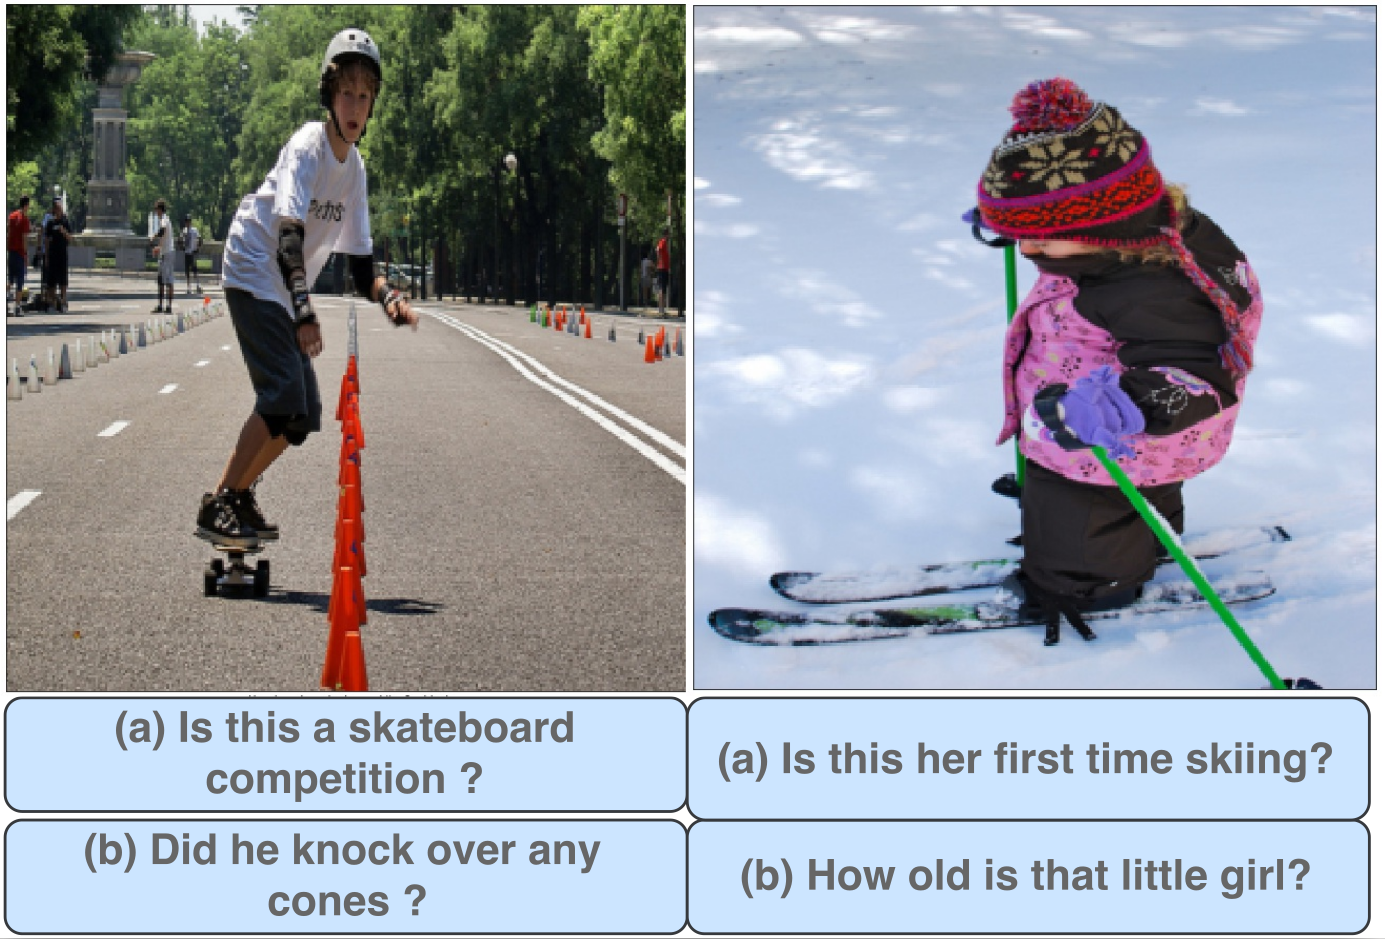 (a) Is this a skateboard
competition ?
(b) Did he knock over any
cones ?
(a) Is this her first time skiing?
(b) How old is that little girl?